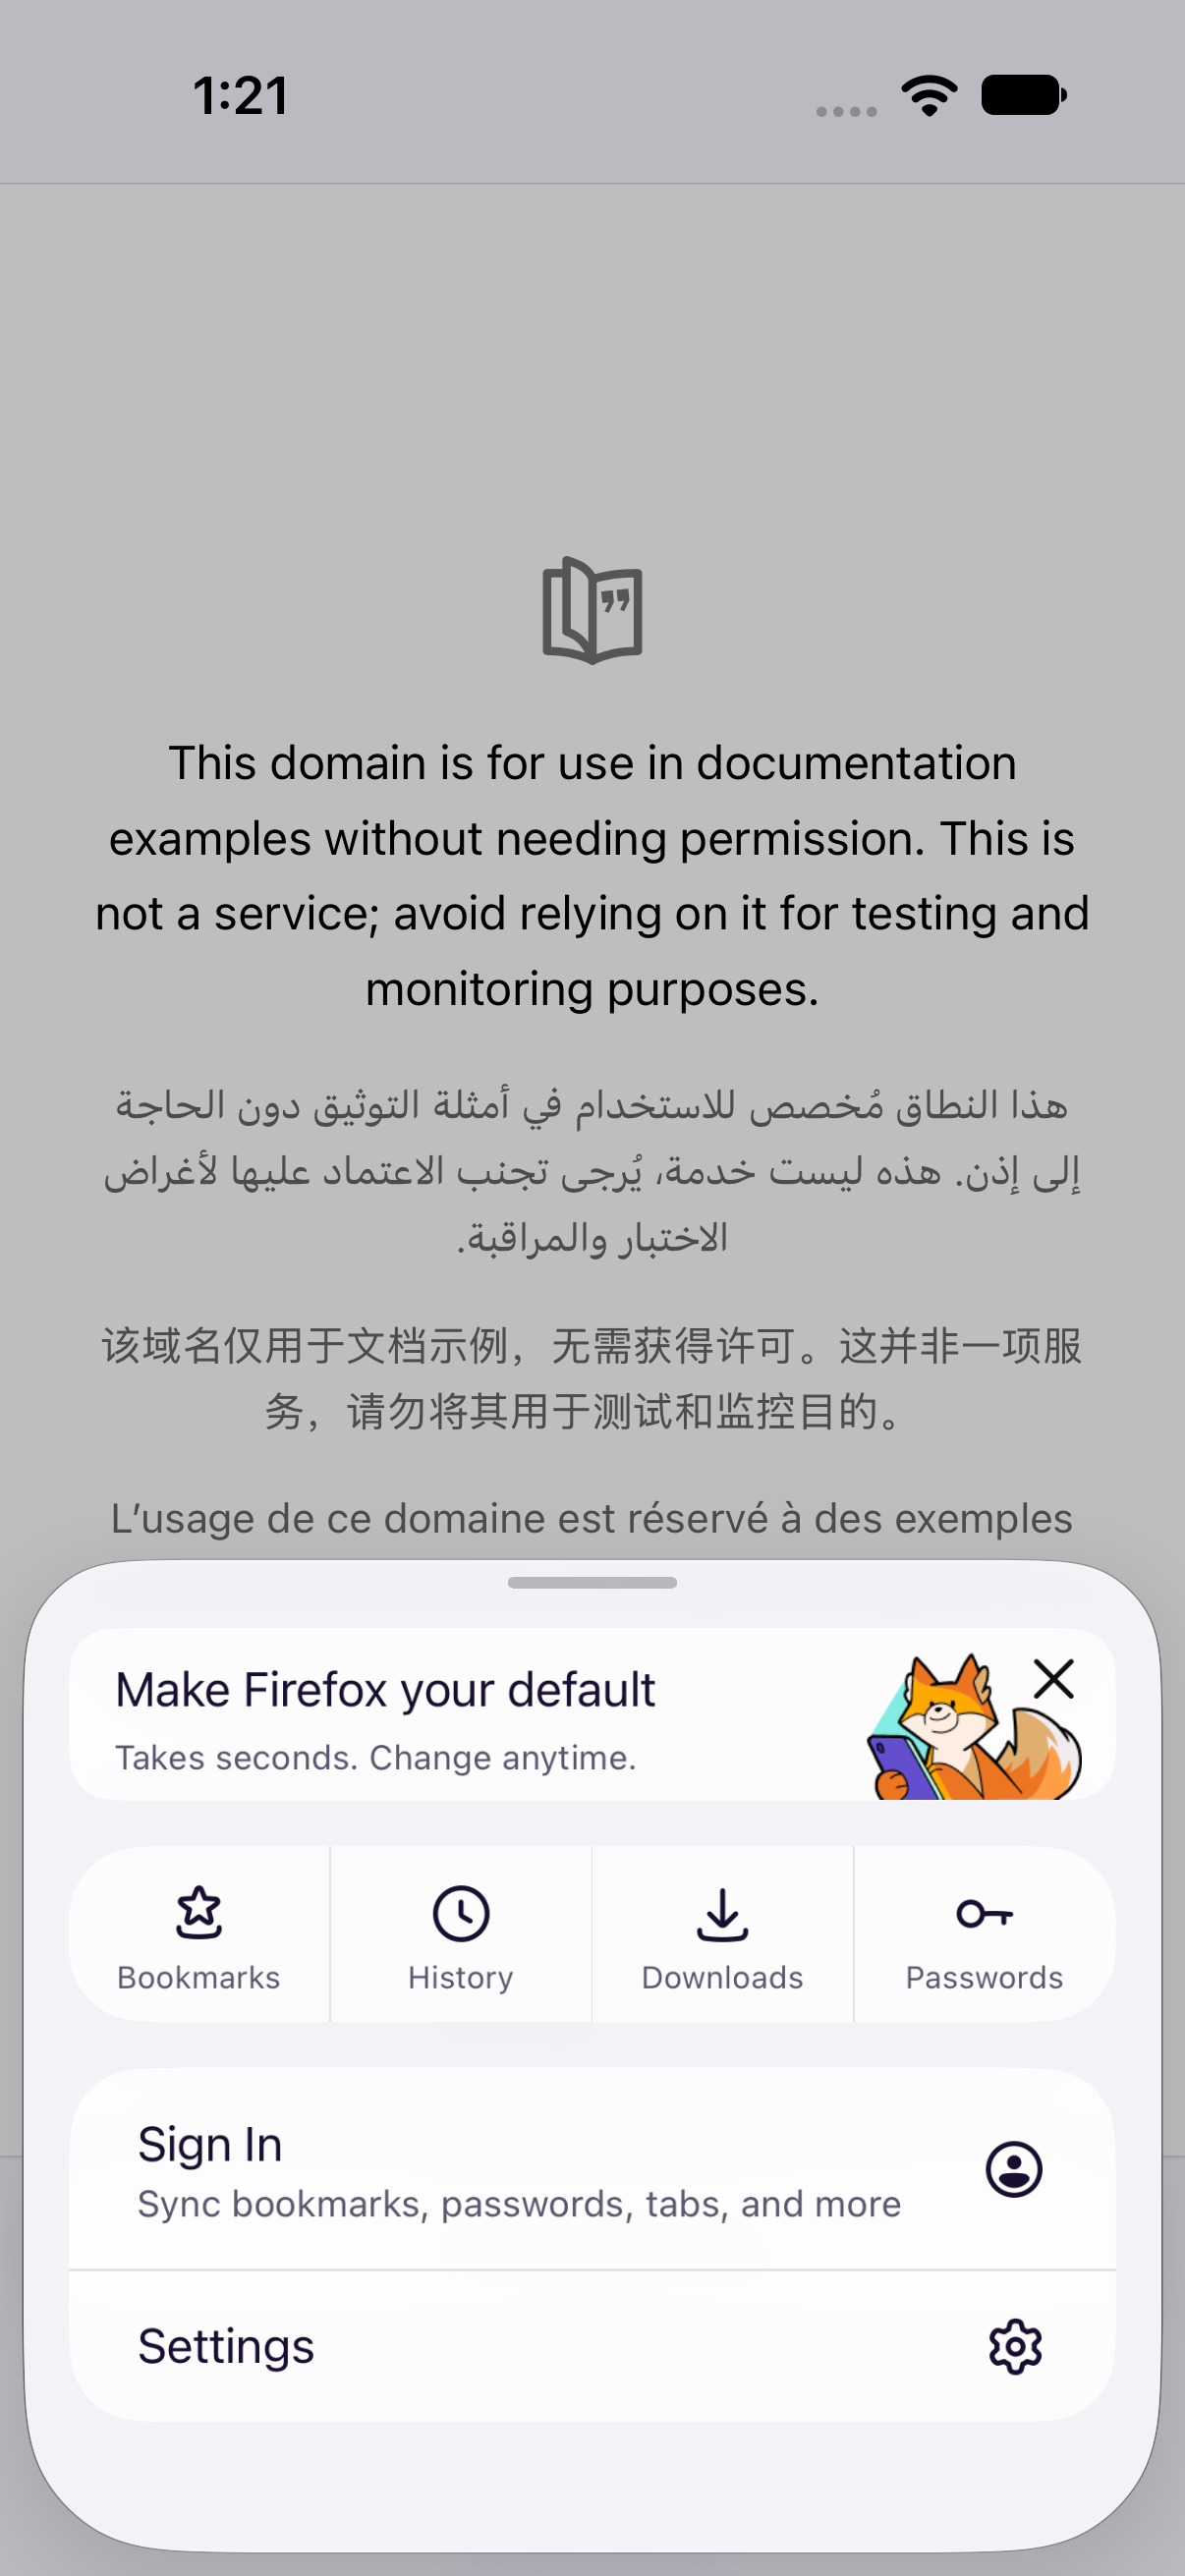 1:21
This domain is for use in documentation
examples without needing permission. This is
not a service; avoid relying on it for testing and
monitoring purposes.
هذا النطاق مُخصص للاستخدام في أمثلة التوثيق دون الحاجة
إلى إذن. هذه ليست خدمة، يُرجى تجنب الاعتماد عليها لأغراض
الاختبار والمراقبة.
该域名仅用于文档示例，无需获得许可。这并非一项服
务，请勿将其用于测试和监控目的。
L’usage de ce domaine est réservé à des exemples
Make Firefox your default
Takes seconds. Change anytime.
Bookmarks
History
Downloads
Passwords
Sign In
Sync bookmarks, passwords, tabs, and more
Settings